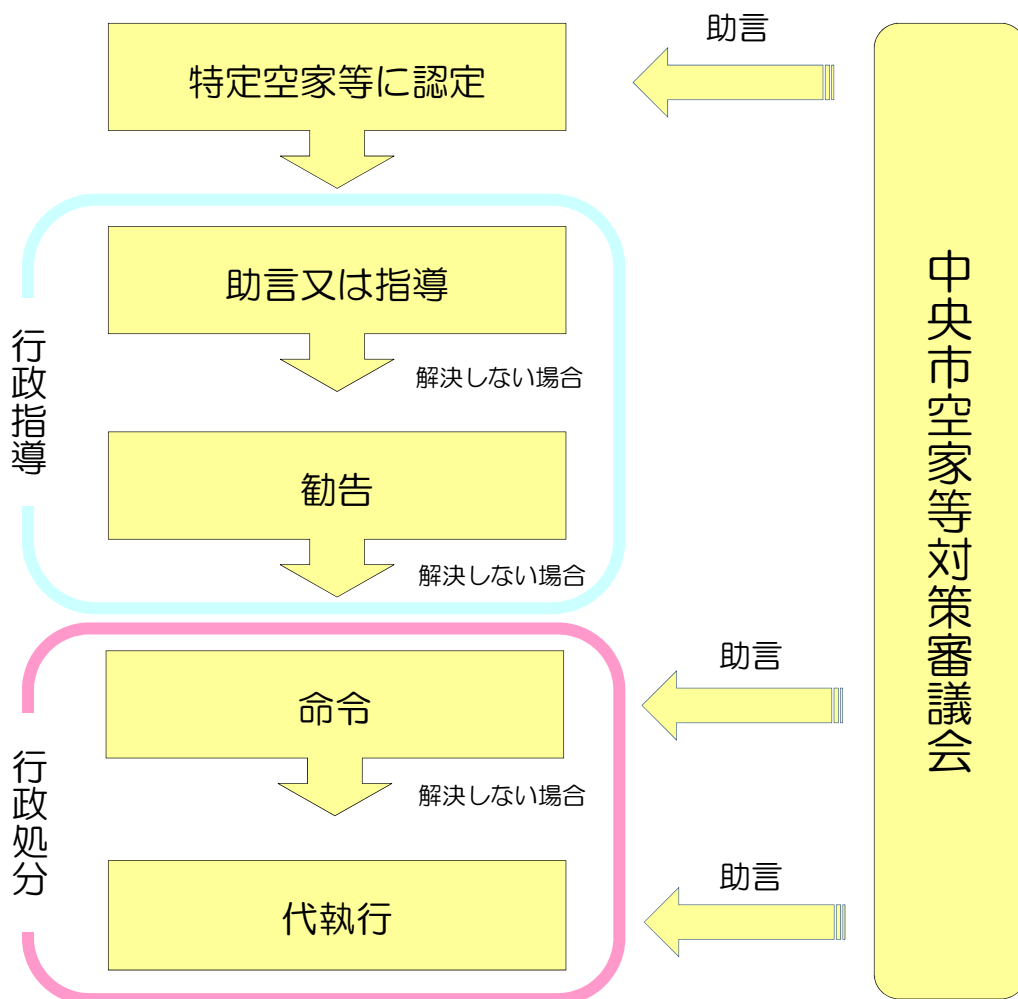 助言
特定空家等に認定
助言又は指導
解決しない場合
行政指導
勧告
解決しない場合
助言
命令
解決しない場合
行政処分
助言
代執行
中央市空家等対策審議会